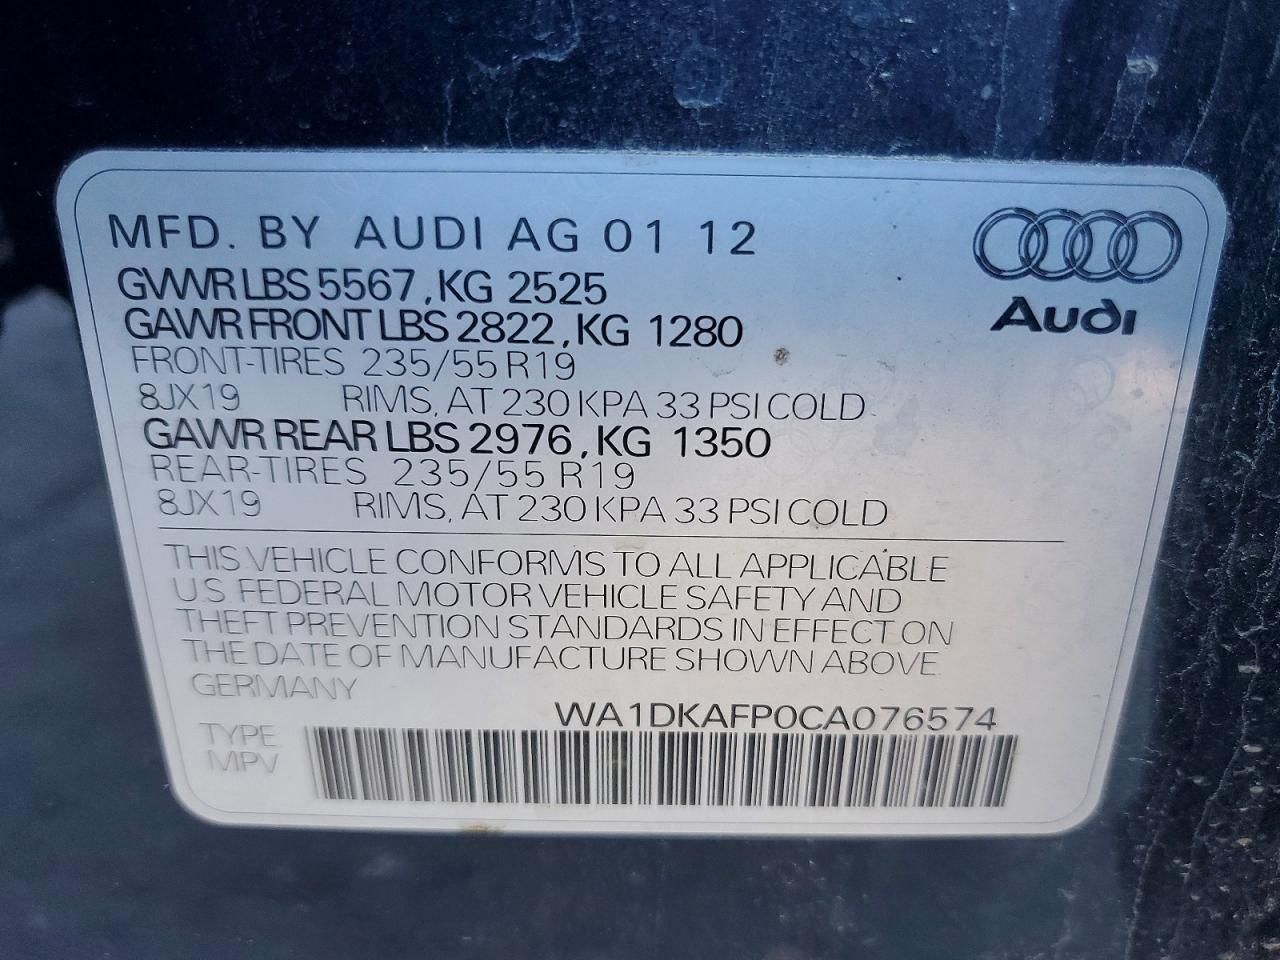 MFD. BY AUDI AG 01 12
GVWR LBS 5567, KG 2525
GAWR FRONT LBS 2822, KG 1280
FRONT-TIRES 235/55 R19
8JX19 RIMS, AT 230 KPA 33 PSI COLD
GAWR REAR LBS 2976, KG 1350
REAR-TIRES 235/55 R19
8JX19 RIMS, AT 230 KPA 33 PSI COLD
Audi
THIS VEHICLE CONFORMS TO ALL APPLICABLE
U.S. FEDERAL MOTOR VEHICLE SAFETY AND
THEFT PREVENTION STANDARDS IN EFFECT ON
THE DATE OF MANUFACTURE SHOWN ABOVE.
GERMANY
WA1DKAFP0CA076574
TYPE
MPV